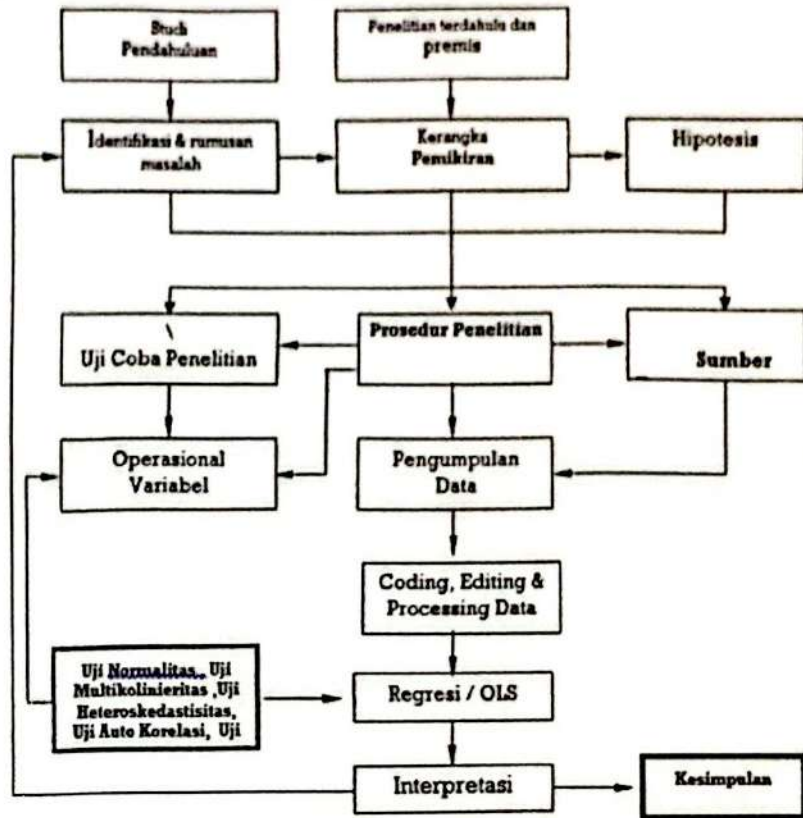 Studi
Pendahuluan
Penelitian terdahulu dan
premis
Identifikasi & rumusan
masalah
Kerangka
Pemikiran
Hipotesis
\
Uji Coba Penelitian
Prosedur Penelitian
Sumber
Operasional
Variabel
Pengumpulan
Data
Coding, Editing &
Processing Data
Uji Normalitas, Uji
Multikolinieritas ,Uji
Heteroskedastisitas,
Uji Auto Korelasi, Uji
Regresi / OLS
Interpretasi
Kesimpulan